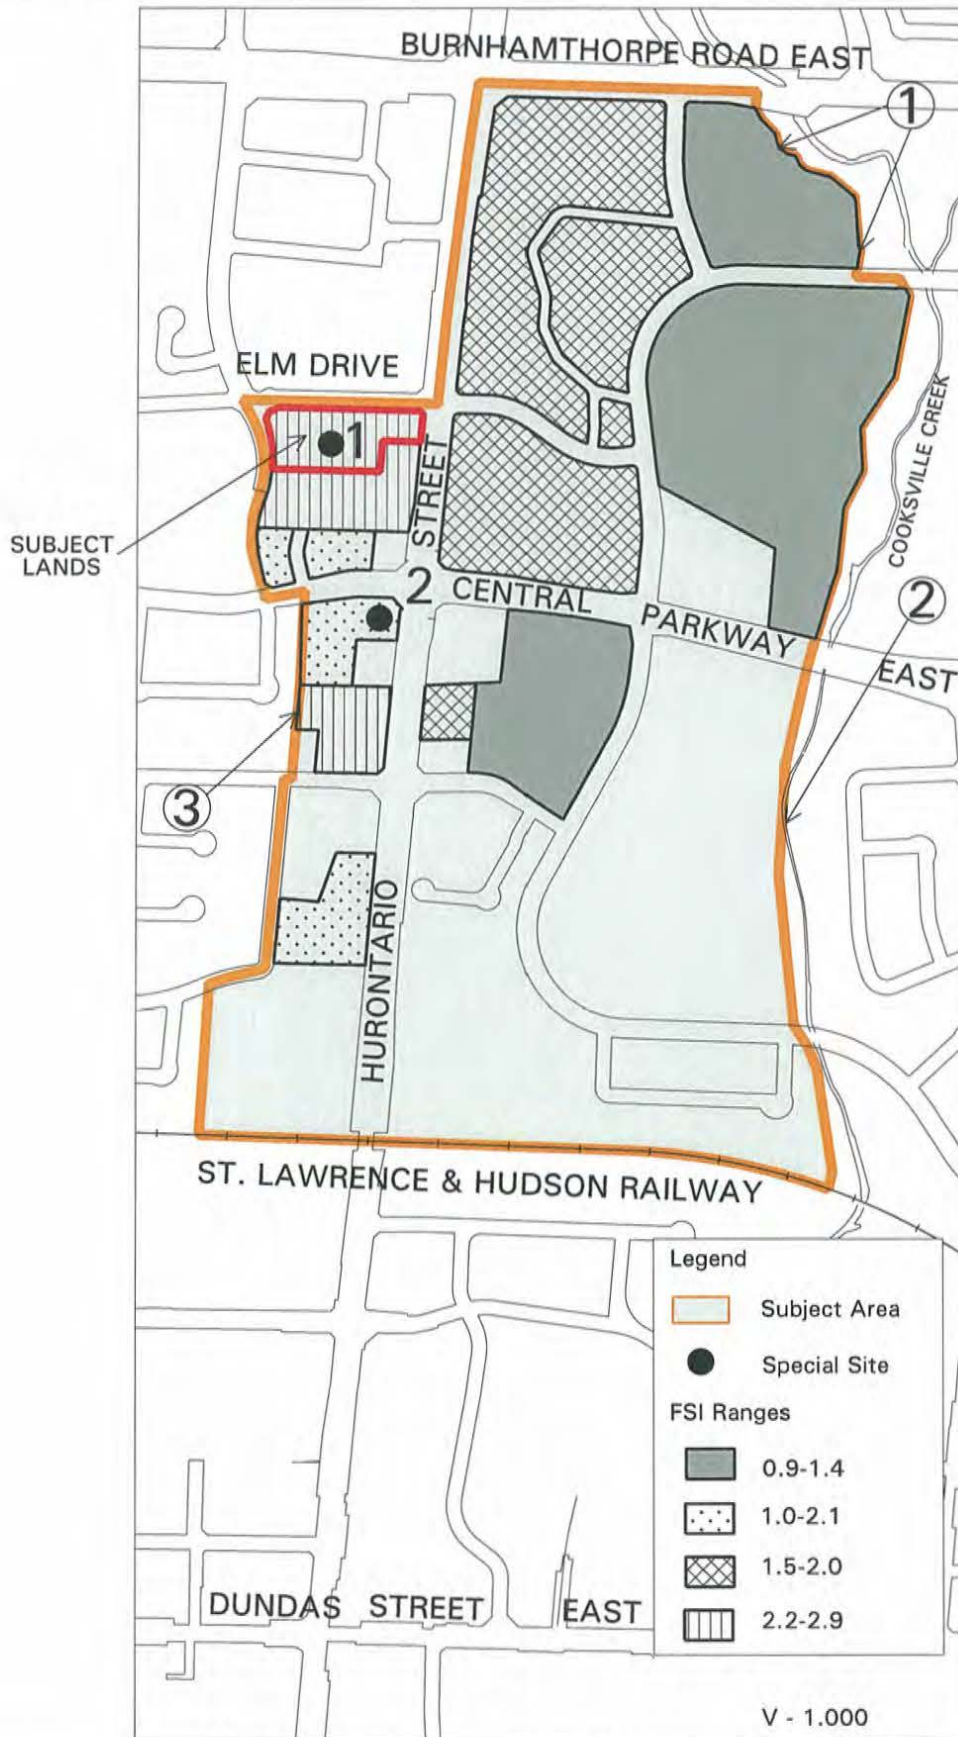 BURNHAMTHORPE ROAD EAST
1
ELM DRIVE
1
SUBJECT
LANDS
STREET
COOKSVILLE CREEK
2
CENTRAL PARKWAY EAST
2
3
HURONTARIO
ST. LAWRENCE & HUDSON RAILWAY
Legend
Subject Area
Special Site
FSI Ranges
0.9-1.4
1.0-2.1
1.5-2.0
2.2-2.9
DUNDAS STREET EAST
V - 1.000